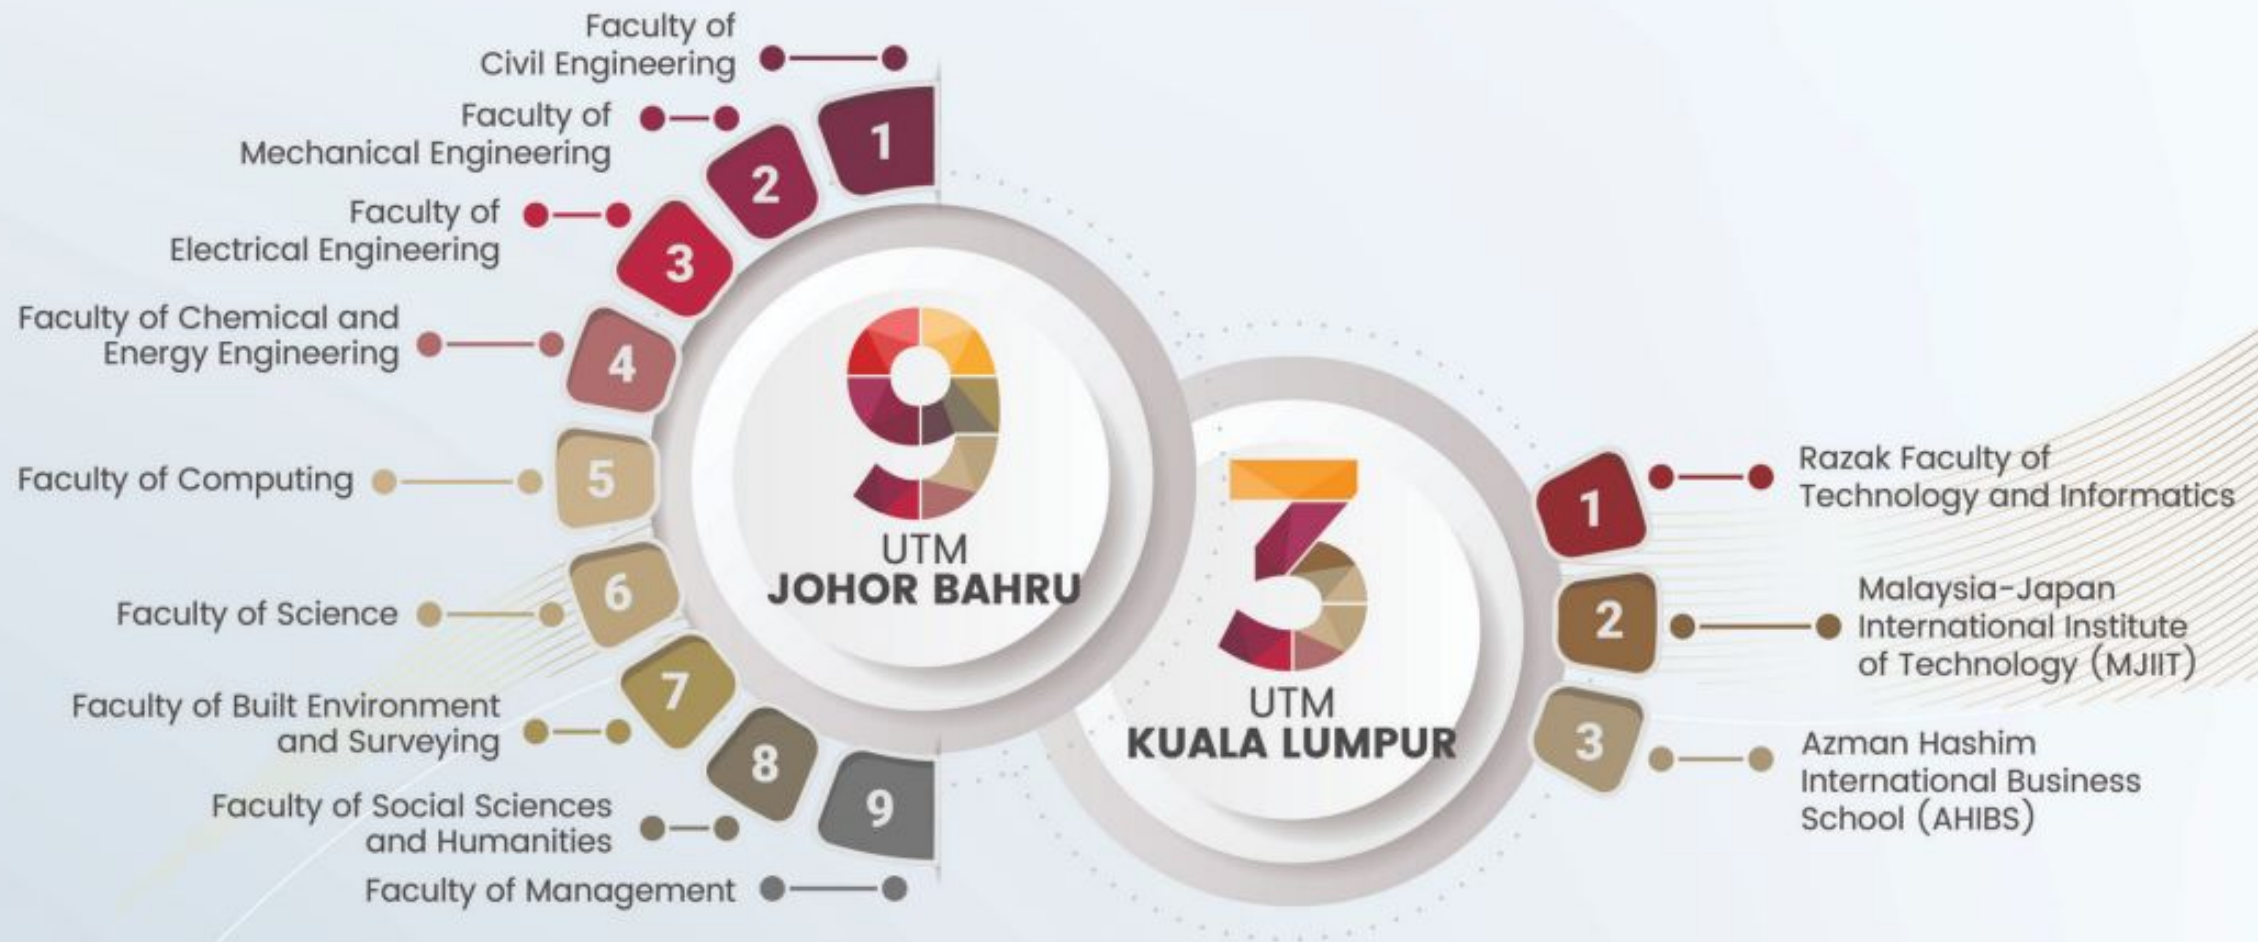 Faculty of
Civil Engineering
1
Faculty of
Mechanical Engineering
2
Faculty of
Electrical Engineering
3
Faculty of Chemical and
Energy Engineering
4
Faculty of Computing
5
Faculty of Science
6
Faculty of Built Environment
and Surveying
7
Faculty of Social Sciences
and Humanities
8
Faculty of Management
9
9
UTM
JOHOR BAHRU
3
UTM
KUALA LUMPUR
1
Razak Faculty of
Technology and Informatics
2
Malaysia-Japan
International Institute
of Technology (MJIIT)
3
Azman Hashim
International Business
School (AHIBS)